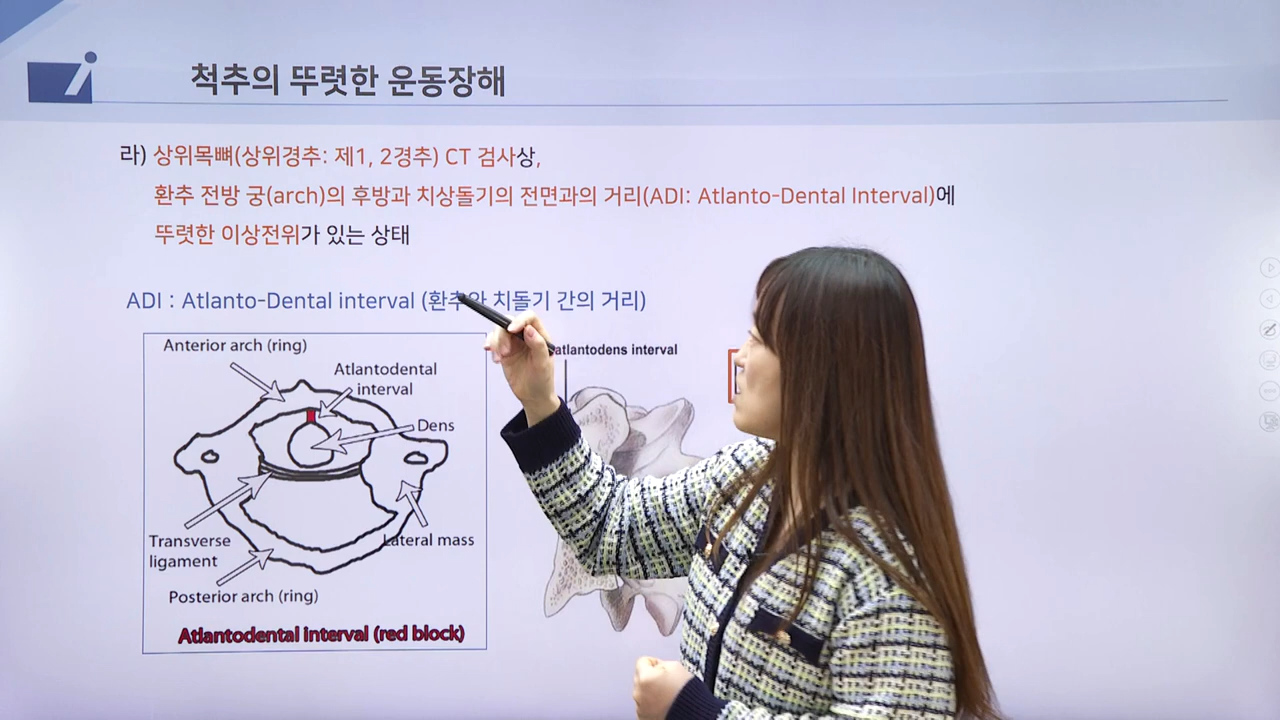 척추의 뚜렷한 운동장해
라) 상위목뼈(상위경추: 제1, 2경추) CT 검사상,
환추 전방 궁(arch)의 후방과 치상돌기의 전면과의 거리(ADI: Atlanto-Dental Interval)에
뚜렷한 이상전위가 있는 상태
ADI : Atlanto-Dental interval (환추와 치돌기 간의 거리)
Anterior arch (ring)
Atlantodental
interval
Dens
Transverse
ligament
Lateral mass
Posterior arch (ring)
Atlantodental interval (red block)
atlantodens interval